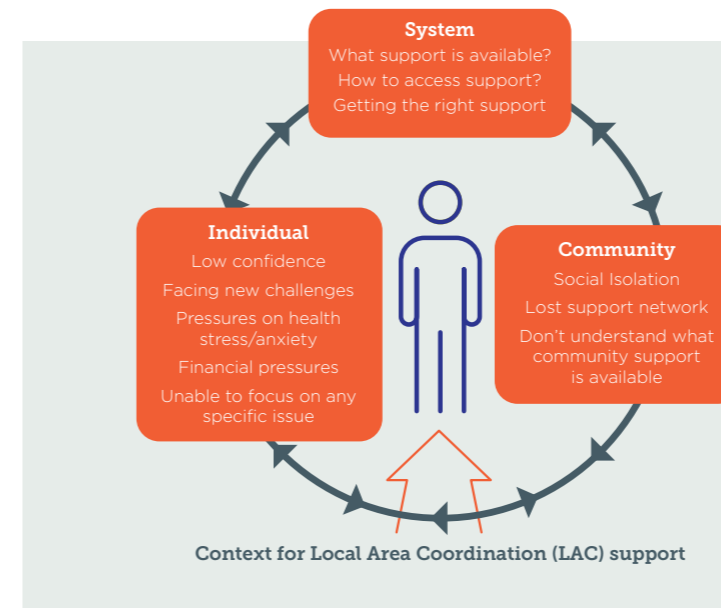 System
What support is available?
How to access support?
Getting the right support
Individual
Low confidence
Facing new challenges
Pressures on health
stress/anxiety
Financial pressures
Unable to focus on any
specific issue
Community
Social Isolation
Lost support network
Don't understand what
community support
is available
Context for Local Area Coordination (LAC) support